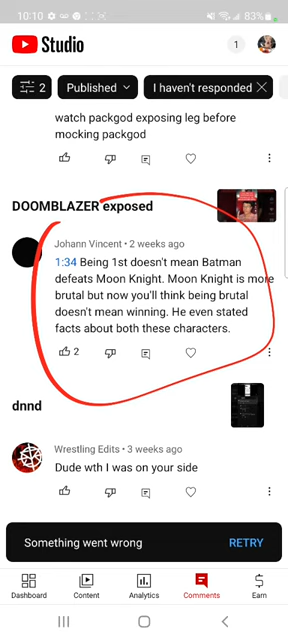 10:10 83%
Studio
1
2 Published I haven't responded
watch packgod exposing leg before
mocking packgod
DOOMBLAZER exposed
Johann Vincent • 2 weeks ago
1:34 Being 1st doesn't mean Batman
defeats Moon Knight. Moon Knight is more
brutal but now you'll think being brutal
doesn't mean winning. He even stated
facts about both these characters.
2
dnnd
Wrestling Edits • 3 weeks ago
Dude wth I was on your side
Something went wrong RETRY
Dashboard Content Analytics Comments Earn